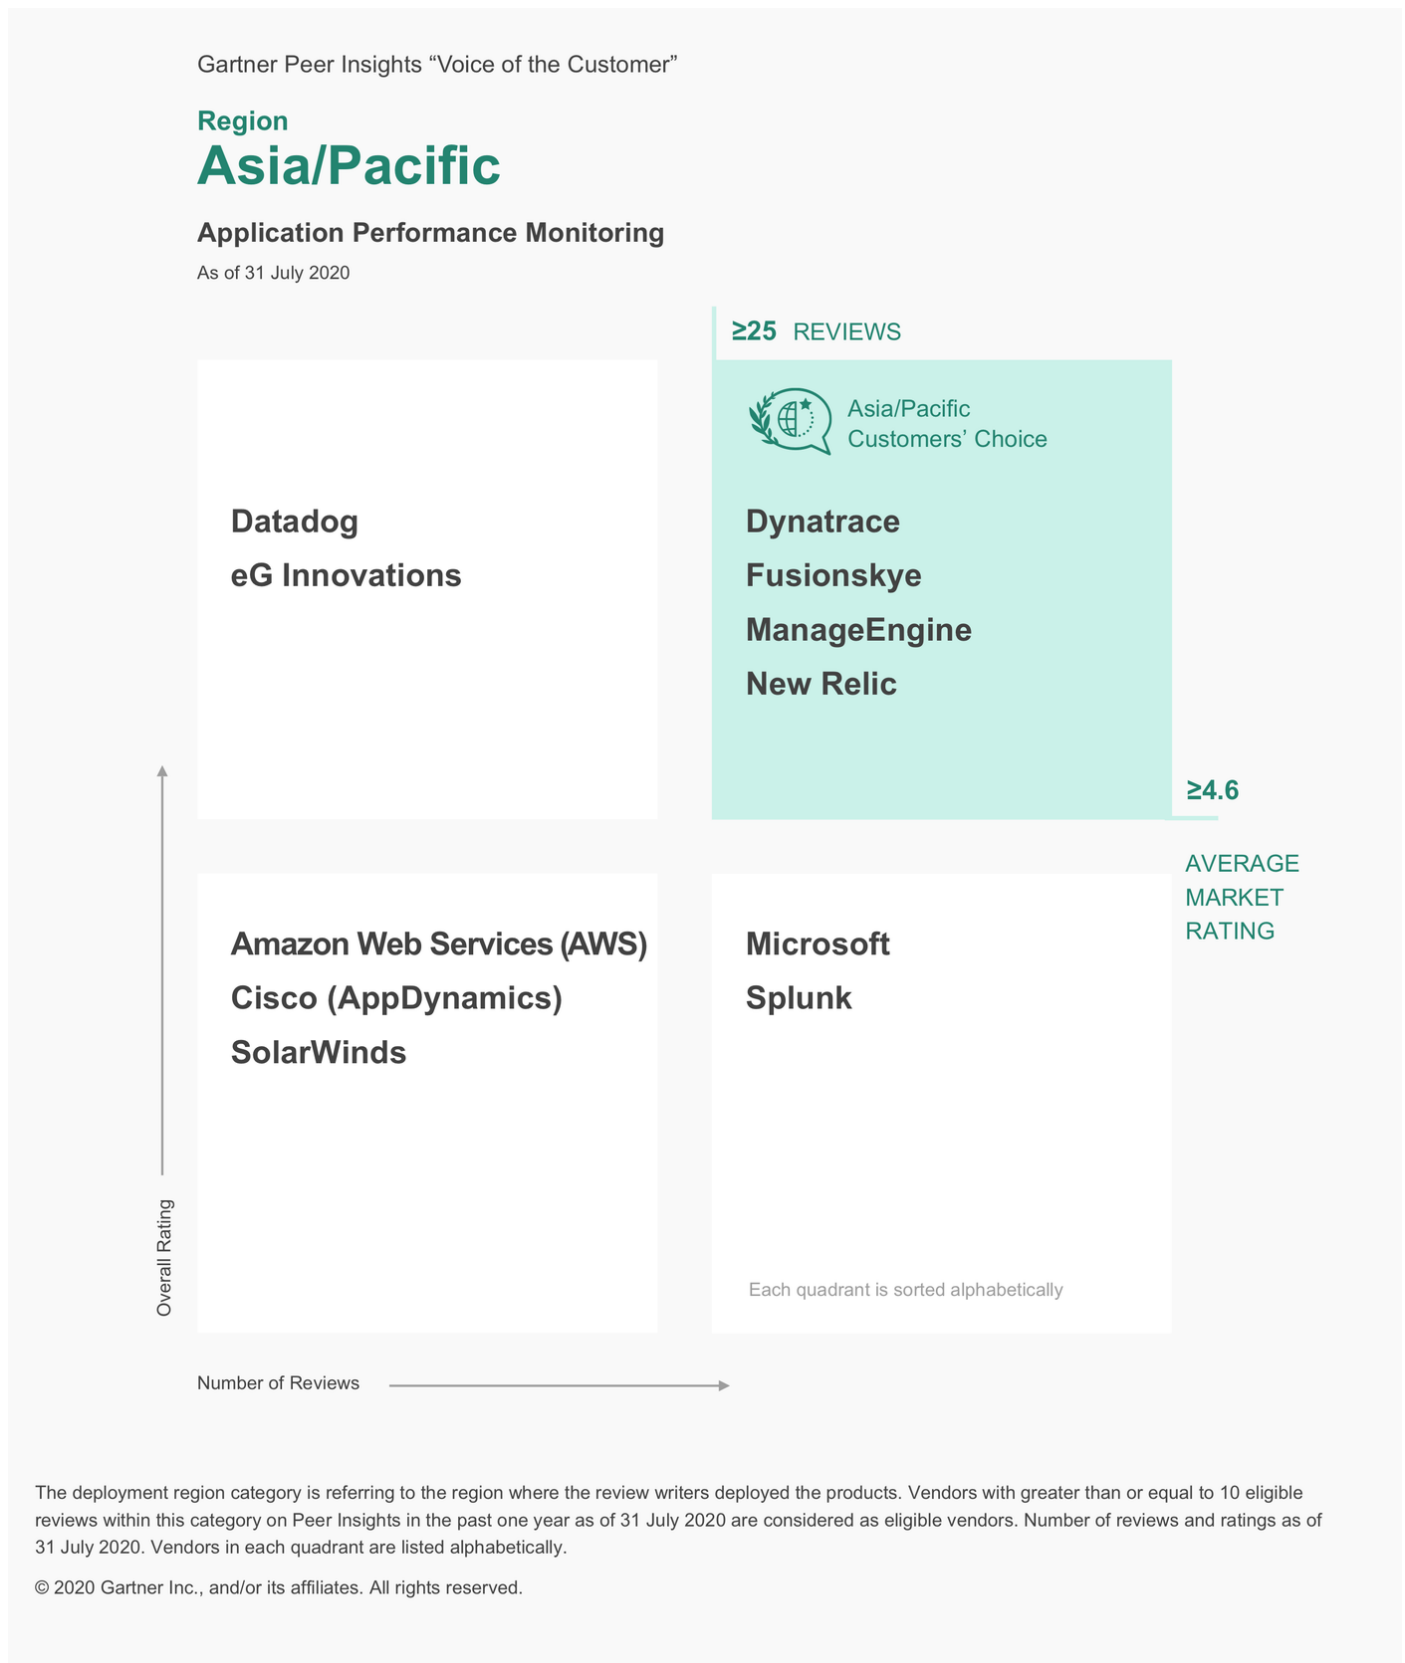 Gartner Peer Insights “Voice of the Customer”
Region
Asia/Pacific
Application Performance Monitoring
As of 31 July 2020
≥25 REVIEWS
Asia/Pacific
Customers’ Choice
Datadog
eG Innovations
Dynatrace
Fusionskye
ManageEngine
New Relic
≥4.6
AVERAGE
MARKET
RATING
Amazon Web Services (AWS)
Cisco (AppDynamics)
SolarWinds
Microsoft
Splunk
Each quadrant is sorted alphabetically
Overall Rating
Number of Reviews
The deployment region category is referring to the region where the review writers deployed the products. Vendors with greater than or equal to 10 eligible
reviews within this category on Peer Insights in the past one year as of 31 July 2020 are considered as eligible vendors. Number of reviews and ratings as of
31 July 2020. Vendors in each quadrant are listed alphabetically.
© 2020 Gartner Inc., and/or its affiliates. All rights reserved.